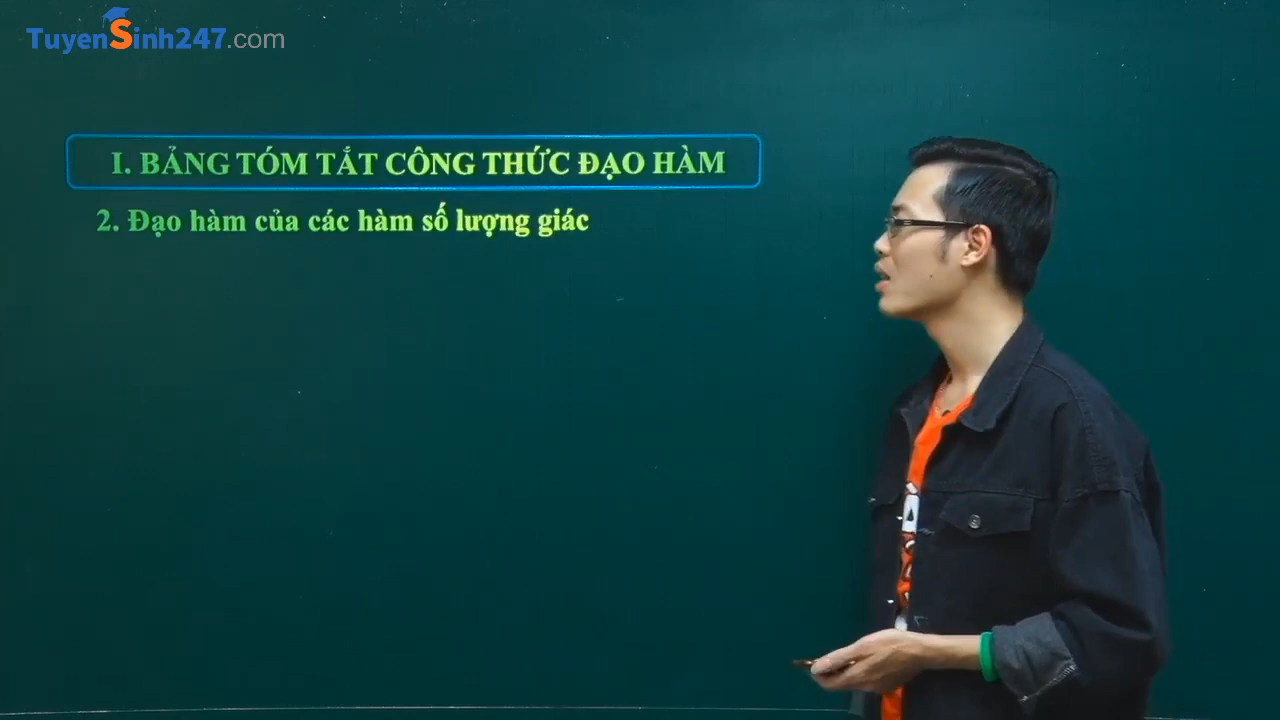 TuyenSinh247.com
I. BẢNG TÓM TẮT CÔNG THỨC ĐẠO HÀM
2. Đạo hàm của các hàm số lượng giác